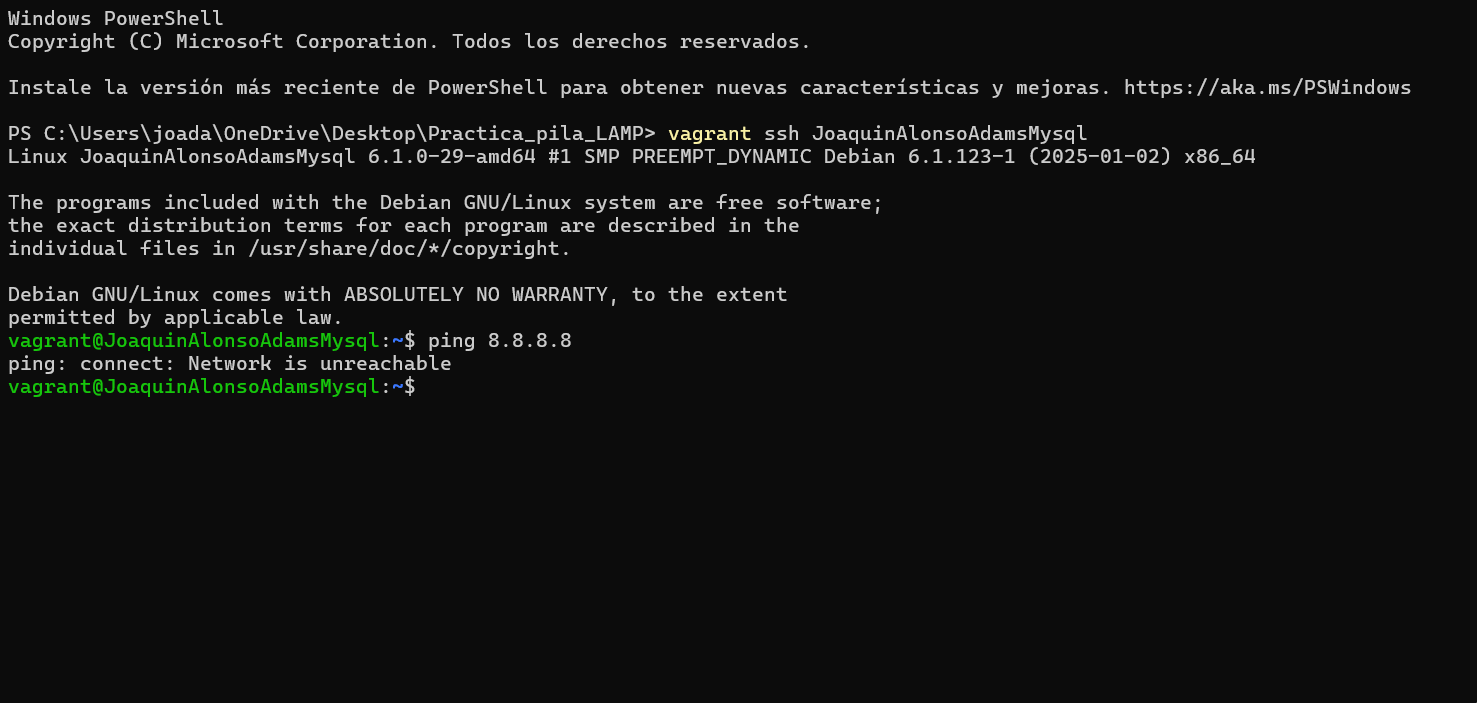 Windows PowerShell
Copyright (C) Microsoft Corporation. Todos los derechos reservados.
Instale la versión más reciente de PowerShell para obtener nuevas características y mejoras. https://aka.ms/PSWindows
PS C:\Users\joada\OneDrive\Desktop\Practica_pila_LAMP> vagrant ssh JoaquinAlonsoAdamsMysql
Linux JoaquinAlonsoAdamsMysql 6.1.0-29-amd64 #1 SMP PREEMPT_DYNAMIC Debian 6.1.123-1 (2025-01-02) x86_64
The programs included with the Debian GNU/Linux system are free software;
the exact distribution terms for each program are described in the
individual files in /usr/share/doc/*/copyright.
Debian GNU/Linux comes with ABSOLUTELY NO WARRANTY, to the extent
permitted by applicable law.
vagrant@JoaquinAlonsoAdamsMysql:~$ ping 8.8.8.8
ping: connect: Network is unreachable
vagrant@JoaquinAlonsoAdamsMysql:~$